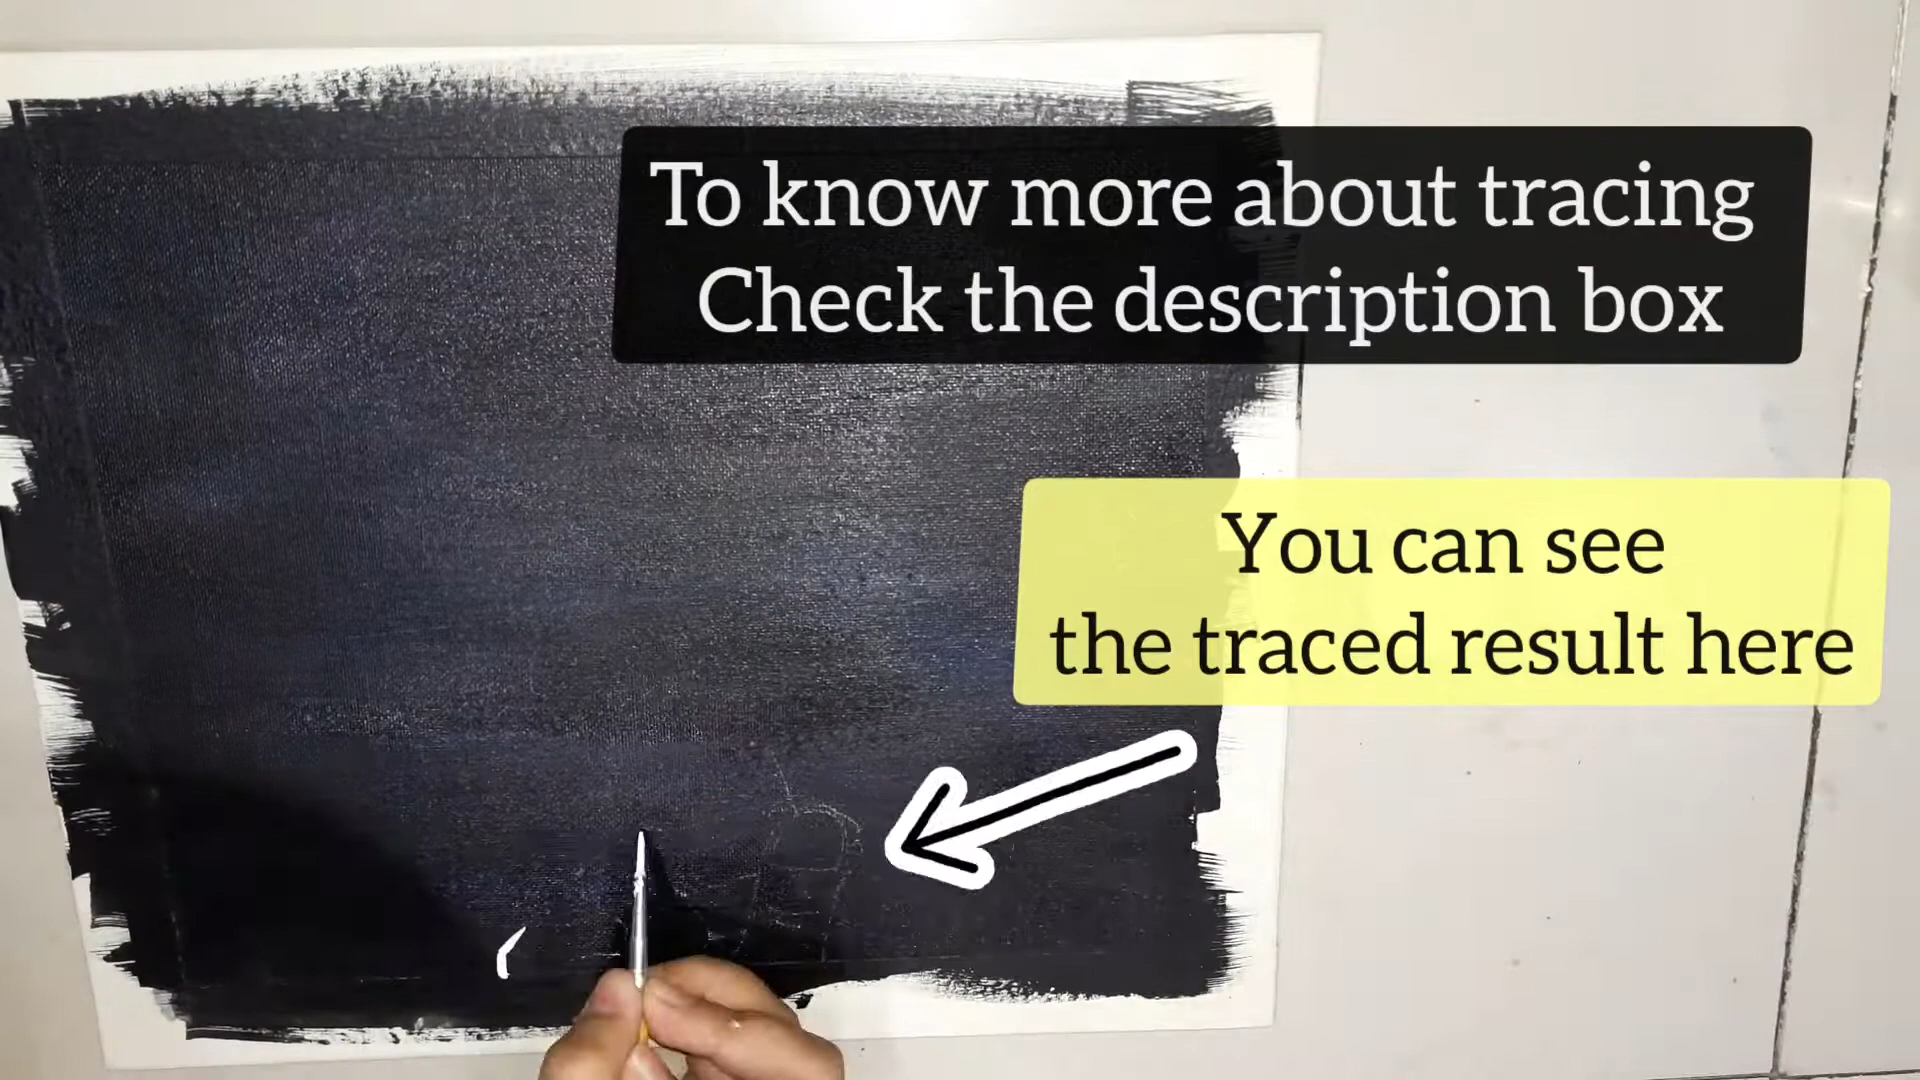 To know more about tracing
Check the description box
You can see
the traced result here